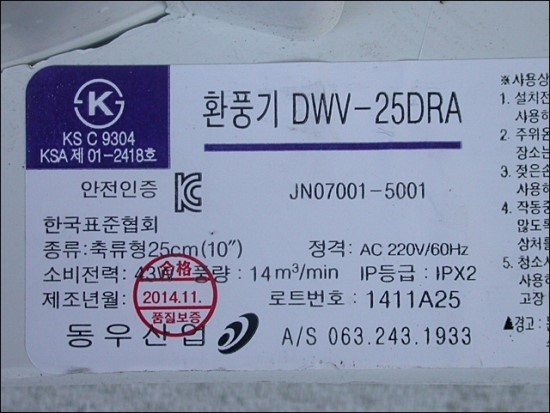 K
KS C 9304
KSA 제 01-2418호
환풍기 DWV-25DRA
안전인증
JN07001-5001
한국표준협회
종류:축류형25cm(10")
정격: AC 220V/60Hz
소비전력: 43W 풍량: 14m³/min IP등급: IPX2
제조년월:
合格
2014.11.
품질보증
로트번호: 1411A25
동우산업
A/S 063.243.1933
※사용상
1. 설치전
사용하
2. 주위온
장소는
3. 젖은손
사용하
4. 작동중
않도록
상처를
5. 청소시
사용하
고장
▲경고: